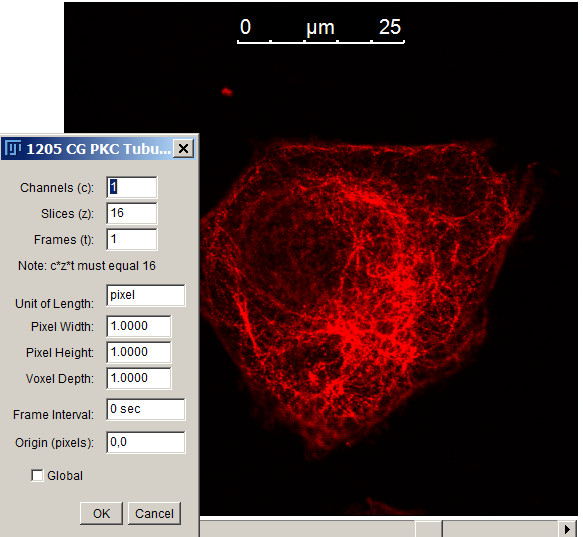 0 µm 25
1205 CG PKC Tubu...
Channels (c): 1
Slices (z): 16
Frames (t): 1
Note: c*z*t must equal 16
Unit of Length: pixel
Pixel Width: 1.0000
Pixel Height: 1.0000
Voxel Depth: 1.0000
Frame Interval: 0 sec
Origin (pixels): 0,0
Global
OK Cancel